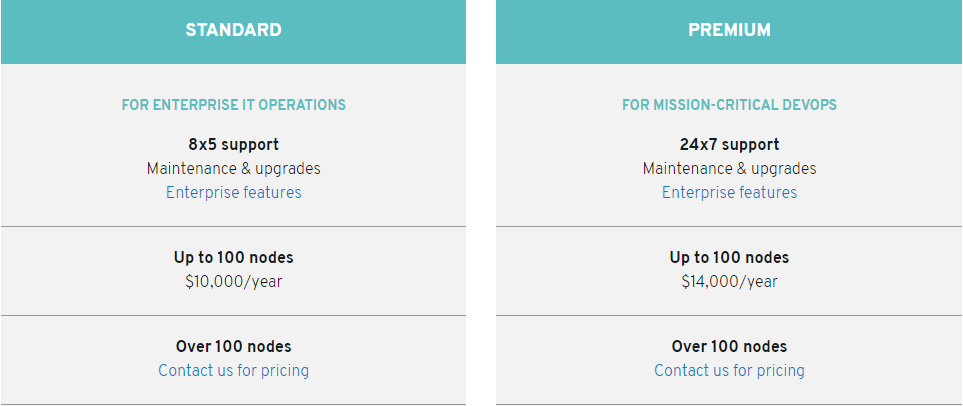 STANDARD
FOR ENTERPRISE IT OPERATIONS
8x5 support
Maintenance & upgrades
Enterprise features
Up to 100 nodes
$10,000/year
Over 100 nodes
Contact us for pricing
PREMIUM
FOR MISSION-CRITICAL DEVOPS
24x7 support
Maintenance & upgrades
Enterprise features
Up to 100 nodes
$14,000/year
Over 100 nodes
Contact us for pricing